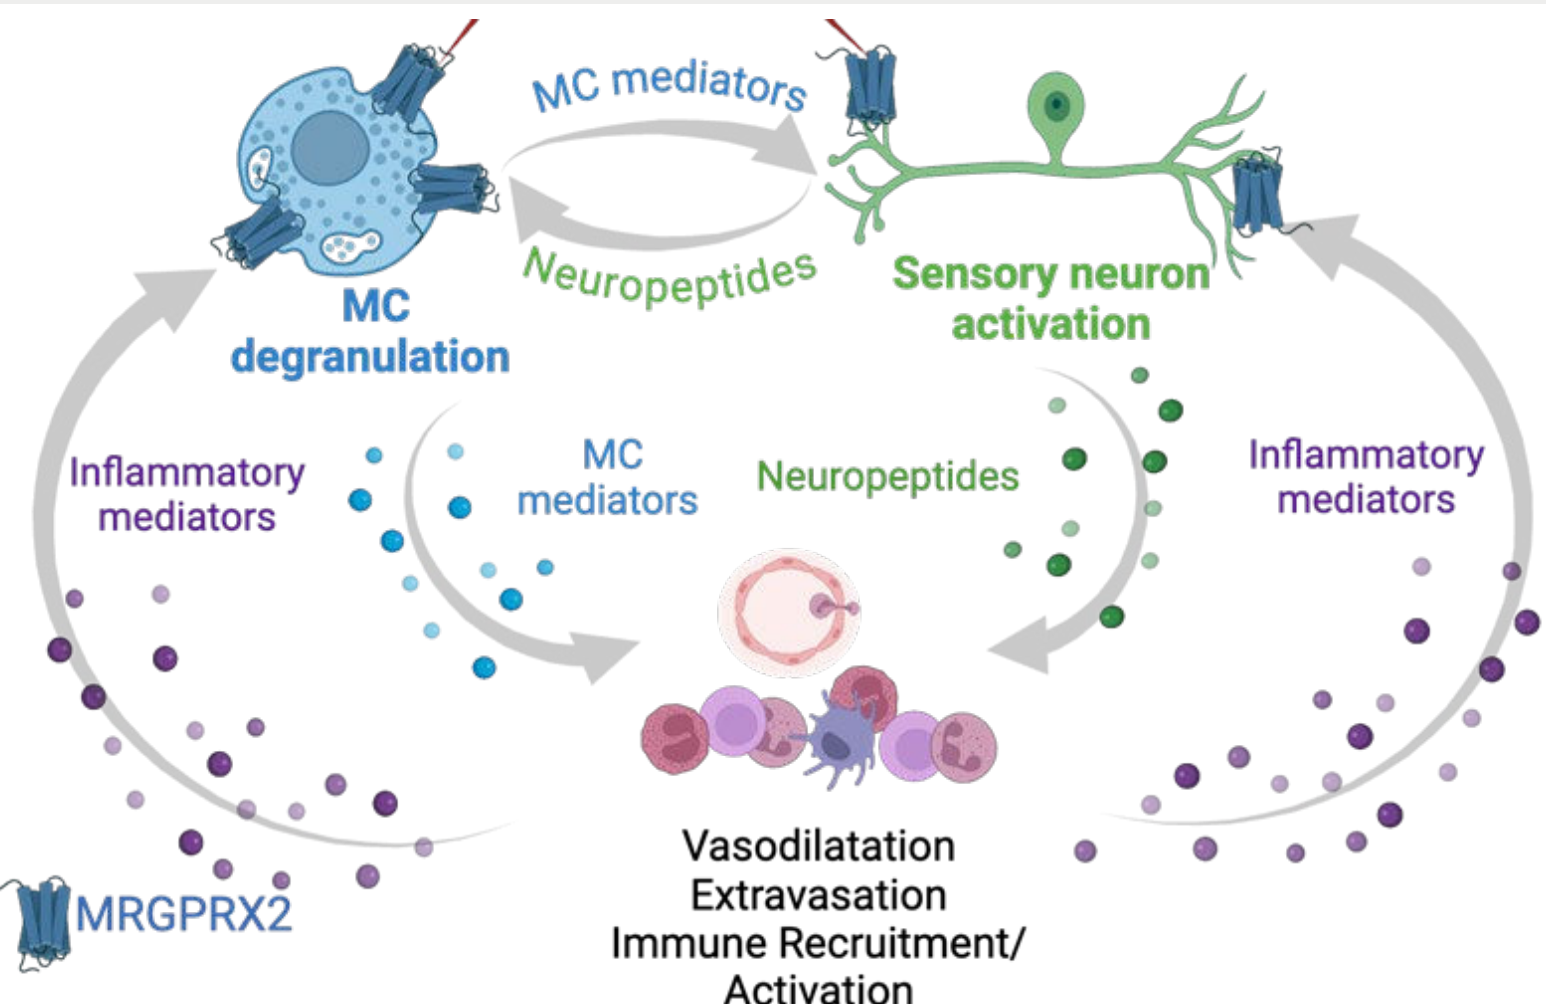 MC mediators
Neuropeptides
MC
degranulation
Sensory neuron
activation
Inflammatory
mediators
MC
mediators
Neuropeptides
Inflammatory
mediators
MRGPRX2
Vasodilatation
Extravasation
Immune Recruitment/
Activation